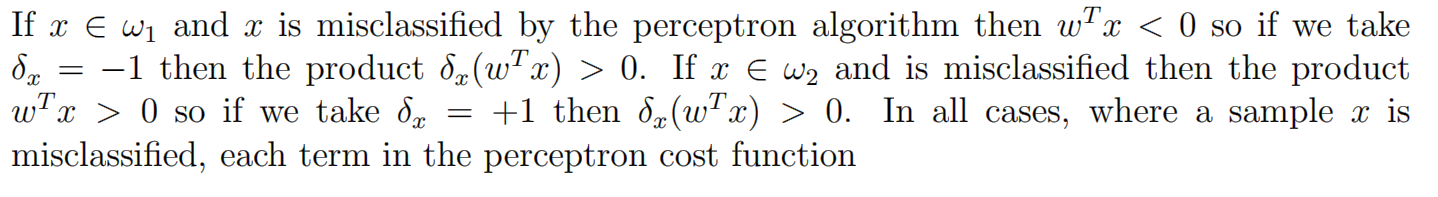 If x ∈ ω₁ and x is misclassified by the perceptron algorithm then wᵀx < 0 so if we take
δₓ = −1 then the product δₓ(wᵀx) > 0. If x ∈ ω₂ and is misclassified then the product
wᵀx > 0 so if we take δₓ = +1 then δₓ(wᵀx) > 0. In all cases, where a sample x is
misclassified, each term in the perceptron cost function